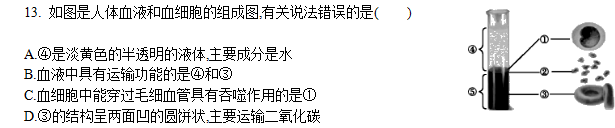 13. 如图是人体血液和血细胞的组成图,有关说法错误的是(　　)
A.④是淡黄色的半透明的液体,主要成分是水
B.血液中具有运输功能的是④和③
C.血细胞中能穿过毛细血管具有吞噬作用的是①
D.③的结构呈两面凹的圆饼状,主要运输二氧化碳
④
⑤
①
②
③